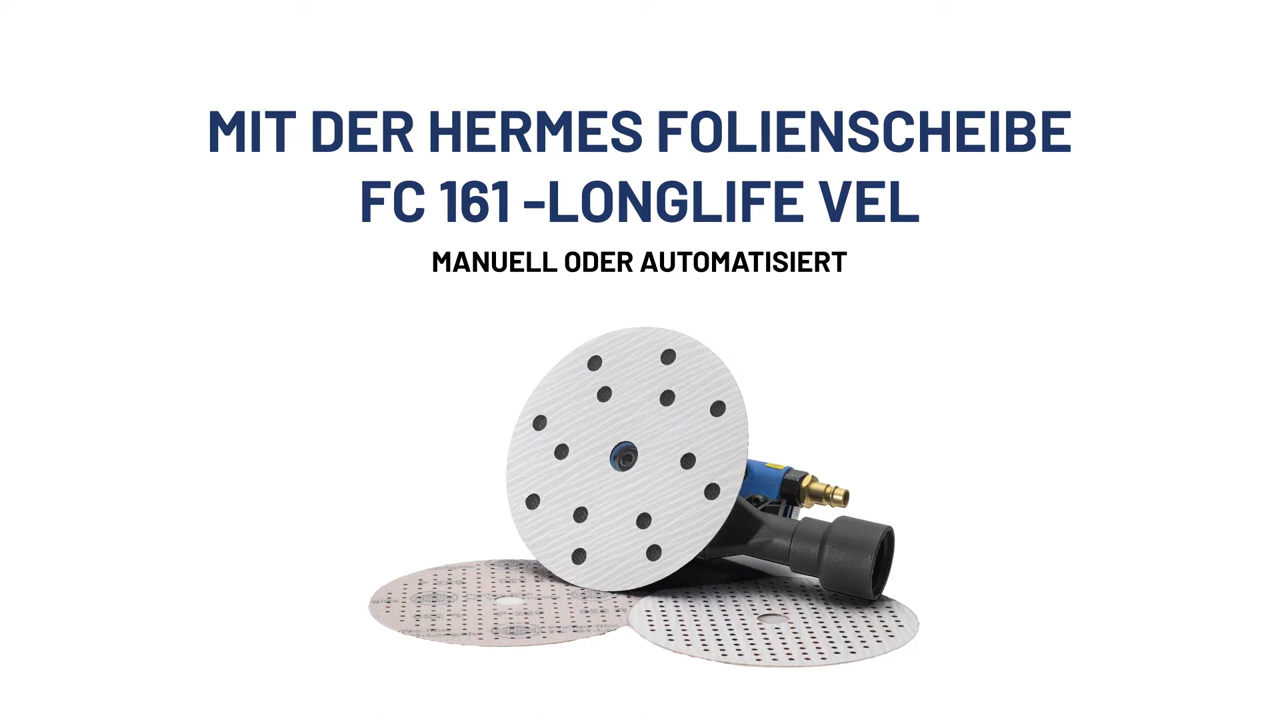 MIT DER HERMES FOLIENSCHEIBE
FC 161 -LONGLIFE VEL
MANUELL ODER AUTOMATISIERT